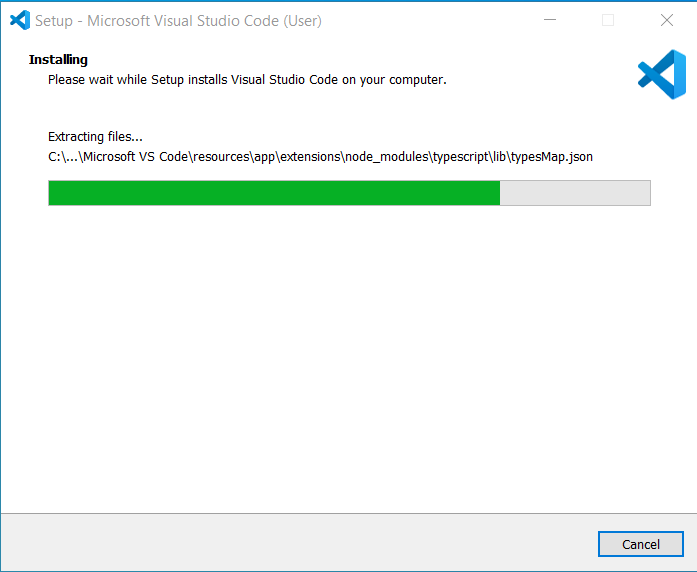 Setup - Microsoft Visual Studio Code (User)
Installing
Please wait while Setup installs Visual Studio Code on your computer.
Extracting files...
C:\...\Microsoft VS Code\resources\app\extensions\node_modules\typescript\lib\typesMap.json
Cancel